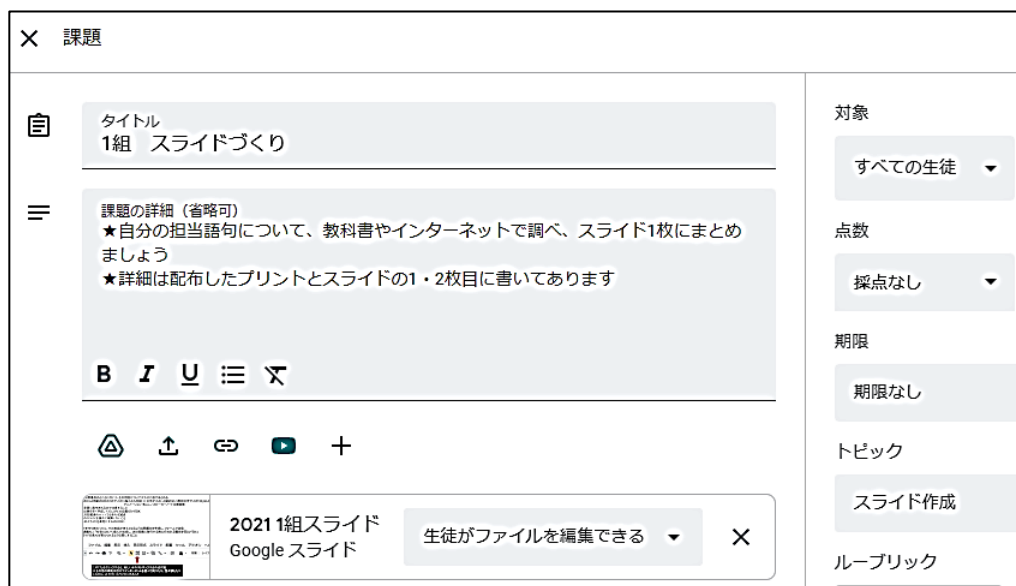 課題
タイトル
1組　スライドづくり
課題の詳細（省略可）
★自分の担当語句について、教科書やインターネットで調べ、スライド1枚にまとめ
ましょう
★詳細は配布したプリントとスライドの1・2枚目に書いてあります
B I U
2021 1組スライド
Google スライド
生徒がファイルを編集できる
対象
すべての生徒
点数
採点なし
期限
期限なし
トピック
スライド作成
ルーブリック